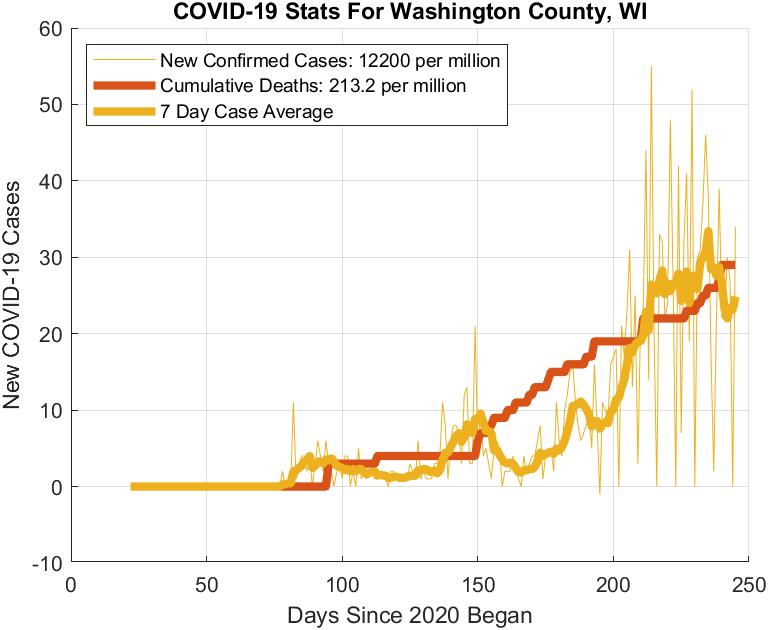 COVID-19 Stats For Washington County, WI
New Confirmed Cases: 12200 per million
Cumulative Deaths: 213.2 per million
7 Day Case Average
New COVID-19 Cases
60
50
40
30
20
10
0
-10
0 50 100 150 200 250
Days Since 2020 Began